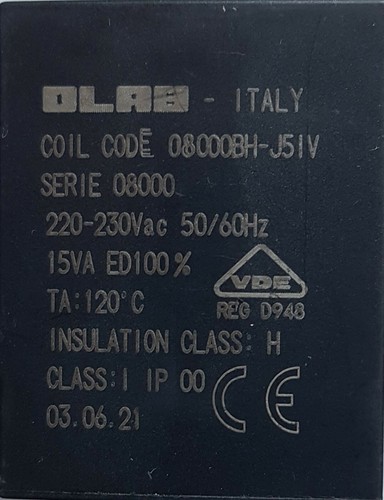 OLAB - ITALY
COIL CODE 08000BH-J5IV
SERIE 08000
220-230Vac 50/60Hz
15VA ED100%
VDE
TA:120°C
REG D948
INSULATION CLASS: H
CLASS:I IP 00
03.06.21 CE